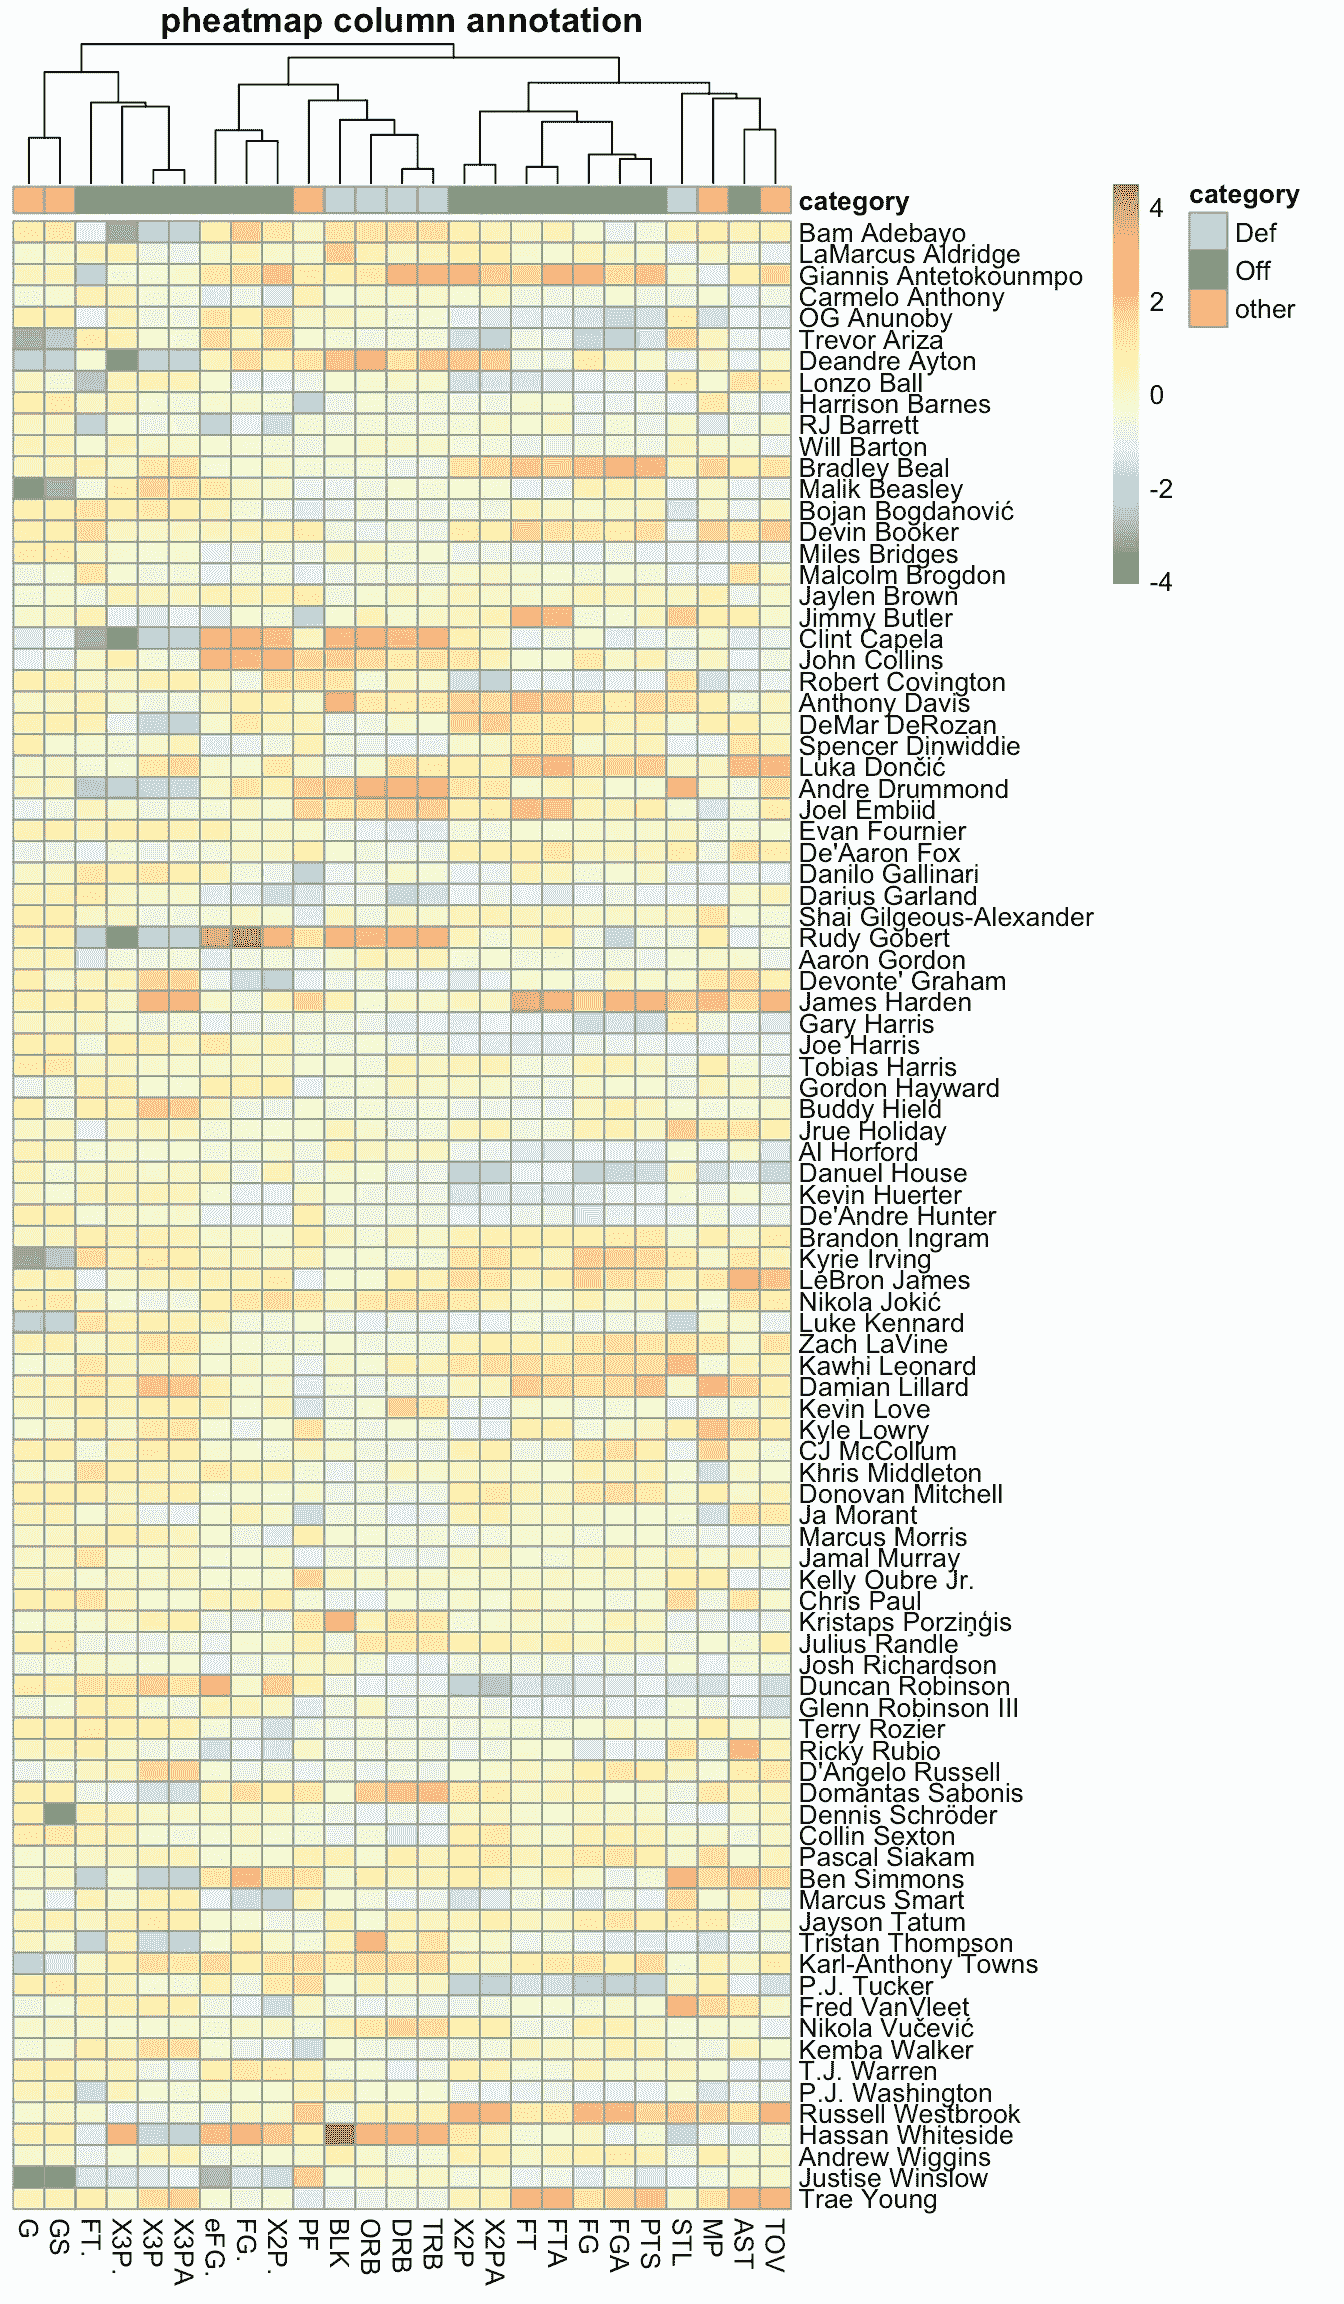 pheatmap column annotation
category
4
2
0
-2
-4
category
Def
Off
other
Bam Adebayo
LaMarcus Aldridge
Giannis Antetokounmpo
Carmelo Anthony
OG Anunoby
Trevor Ariza
Deandre Ayton
Lonzo Ball
Harrison Barnes
RJ Barrett
Will Barton
Bradley Beal
Malik Beasley
Bojan Bogdanović
Devin Booker
Miles Bridges
Malcolm Brogdon
Jaylen Brown
Jimmy Butler
Clint Capela
John Collins
Robert Covington
Anthony Davis
DeMar DeRozan
Spencer Dinwiddie
Luka Dončić
Andre Drummond
Joel Embiid
Evan Fournier
De'Aaron Fox
Danilo Gallinari
Darius Garland
Shai Gilgeous-Alexander
Rudy Gobert
Aaron Gordon
Devonte' Graham
James Harden
Gary Harris
Joe Harris
Tobias Harris
Gordon Hayward
Buddy Hield
Jrue Holiday
Al Horford
Danuel House
Kevin Huerter
De'Andre Hunter
Brandon Ingram
Kyrie Irving
LeBron James
Nikola Jokić
Luke Kennard
Zach LaVine
Kawhi Leonard
Damian Lillard
Kevin Love
Kyle Lowry
CJ McCollum
Khris Middleton
Donovan Mitchell
Ja Morant
Marcus Morris
Jamal Murray
Kelly Oubre Jr.
Chris Paul
Kristaps Porziņģis
Julius Randle
Josh Richardson
Duncan Robinson
Glenn Robinson III
Terry Rozier
Ricky Rubio
D'Angelo Russell
Domantas Sabonis
Dennis Schröder
Collin Sexton
Pascal Siakam
Ben Simmons
Marcus Smart
Jayson Tatum
Tristan Thompson
Karl-Anthony Towns
P.J. Tucker
Fred VanVleet
Nikola Vučević
Kemba Walker
T.J. Warren
P.J. Washington
Russell Westbrook
Hassan Whiteside
Andrew Wiggins
Justise Winslow
Trae Young
G
GS
FT.
X3P.
X3P
X3PA
eFG.
FG.
X2P.
PF
BLK
ORB
DRB
TRB
X2P
X2PA
FT
FTA
FG
FGA
PTS
STL
MP
AST
TOV